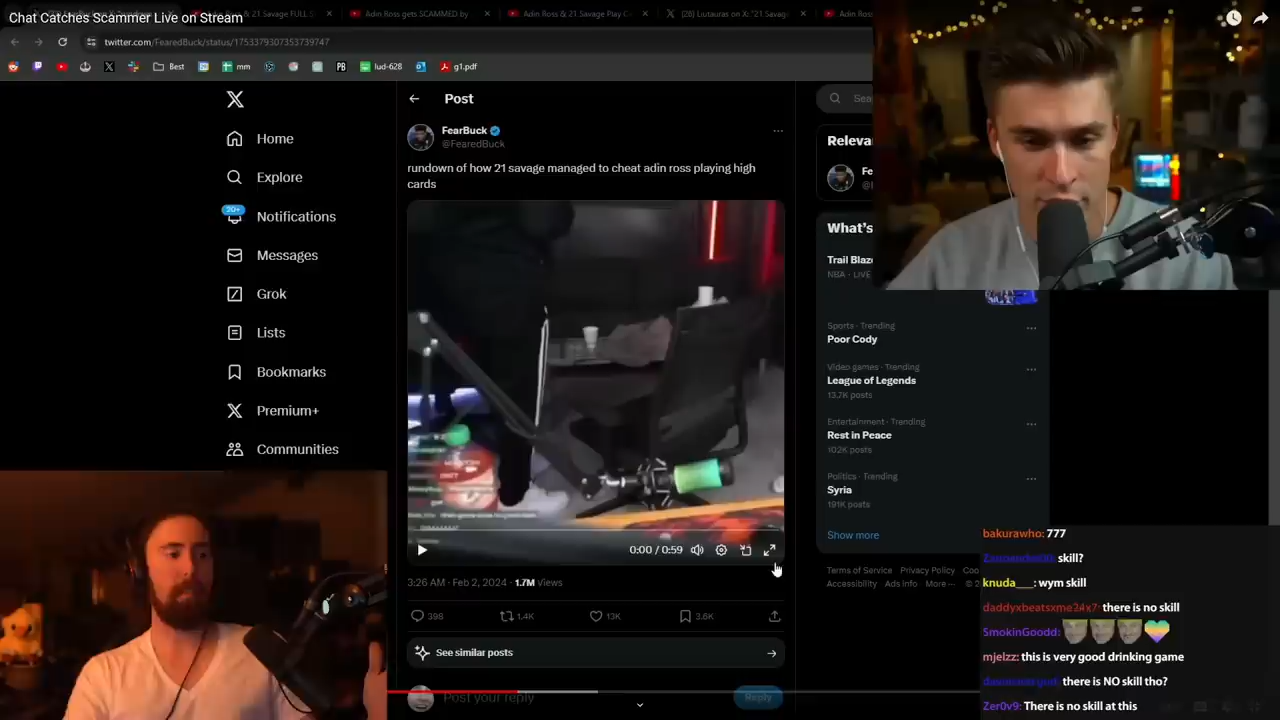 Chat Catches Scammer Live on Stream
Adin Ross & 21 Savage FULL S
Adin Ross gets SCAMMED by
Adin Ross & 21 Savage Play C
(28) Liutauras on X: "21 Savage
Adin Ross
twitter.com/FearedBuck/status/1753379307353739747
Best
mm
PB
lud-628
g1.pdf
Home
Explore
20+
Notifications
Messages
Grok
Lists
Bookmarks
Premium+
Communities
Post
FearBuck
@FearedBuck
rundown of how 21 savage managed to cheat adin ross playing high
cards
0:00 / 0:59
3:26 AM · Feb 2, 2024 · 1.7M Views
398
1.4K
13K
3.6K
See similar posts
Post your reply
Reply
Sea
Releva
Fe
@F
What's
Trail Blaze
NBA · LIVE
Sports · Trending
Poor Cody
Video games · Trending
League of Legends
13.7K posts
Entertainment · Trending
Rest in Peace
102K posts
Politics · Trending
Syria
191K posts
Show more
Terms of Service
Privacy Policy
Coo
Accessibility
Ads info
More ···
© 2
bakurawho: 777
skill?
knuda___: wym skill
daddyxbeatsxme24x7: there is no skill
SmokinGoodd:
mjelzz: this is very good drinking game
there is NO skill tho?
Zer0v9: There is no skill at this